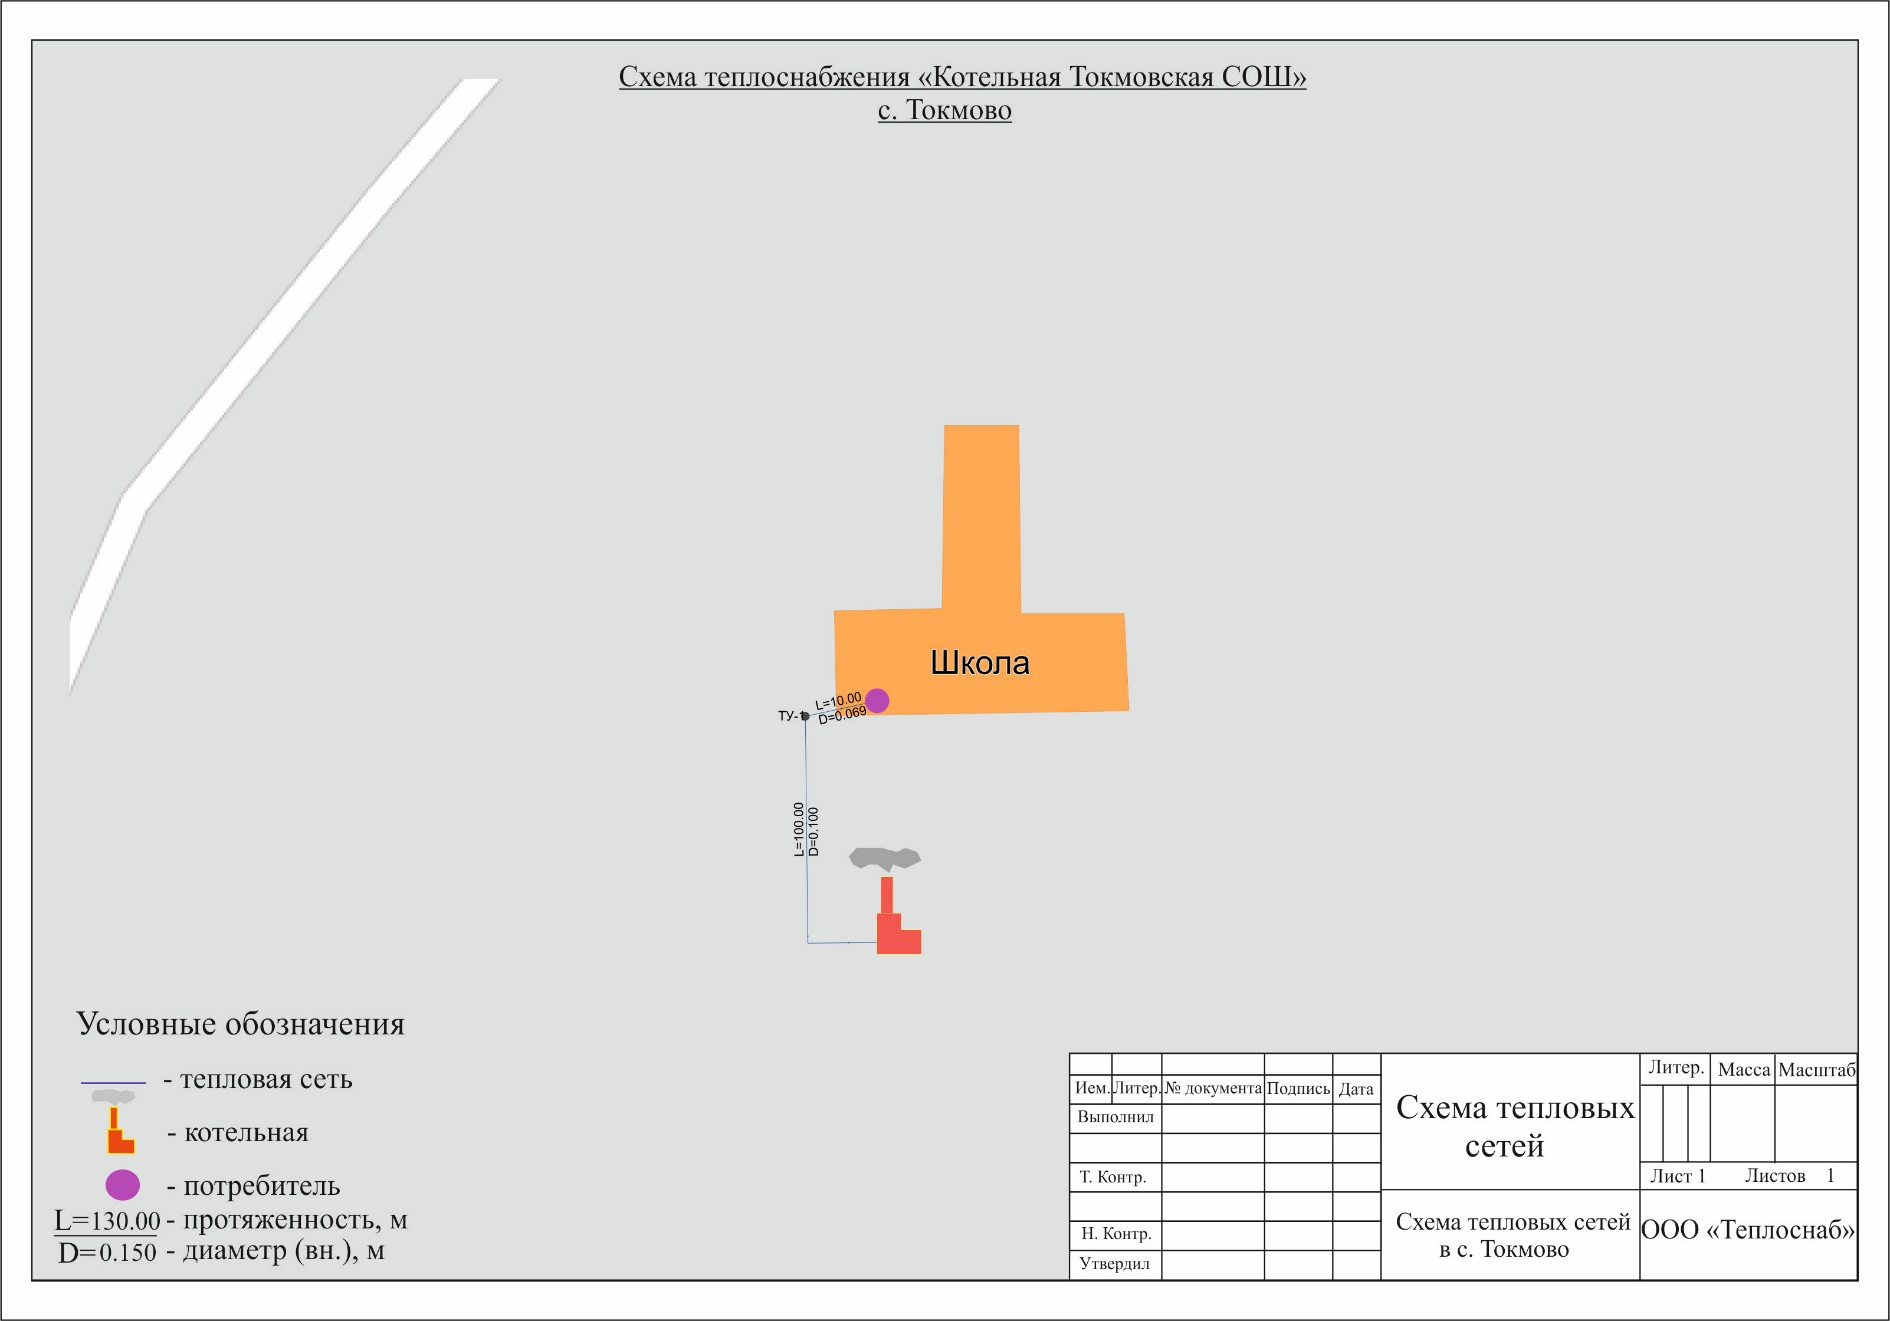 Схема теплоснабжения «Котельная Токмовская СОШ»
с. Токмово
Школа
L=10.00
D=0.069
ТУ-1
L=100.00
D=0.100
Условные обозначения
- тепловая сеть
- котельная
- потребитель
L=130.00 - протяженность, м
D=0.150 - диаметр (вн.), м
Ием. Литер. № документа Подпись Дата
Выполнил
Т. Контр.
Н. Контр.
Утвердил
Схема тепловых
сетей
Схема тепловых сетей
в с. Токмово
Литер. Масса Масштаб
Лист 1 Листов 1
ООО «Теплоснаб»